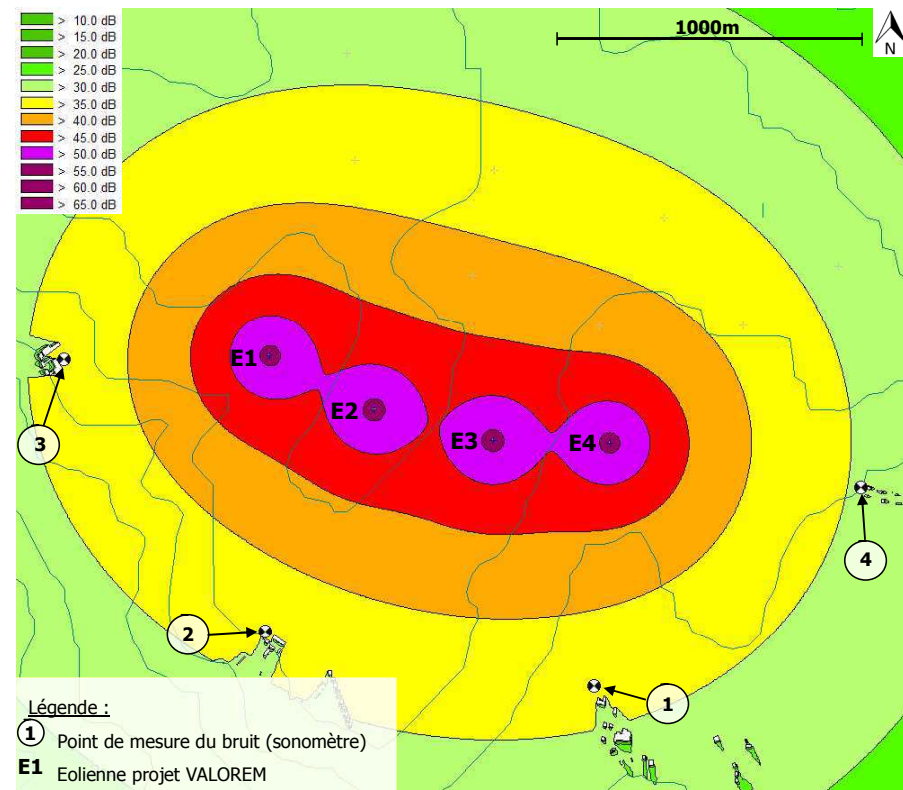 > 10.0 dB
> 15.0 dB
> 20.0 dB
> 25.0 dB
> 30.0 dB
> 35.0 dB
> 40.0 dB
> 45.0 dB
> 50.0 dB
> 55.0 dB
> 60.0 dB
> 65.0 dB
1000m
N
E1
E2
E3
E4
3
4
2
1
Légende :
1 Point de mesure du bruit (sonomètre)
E1 Eolienne projet VALOREM